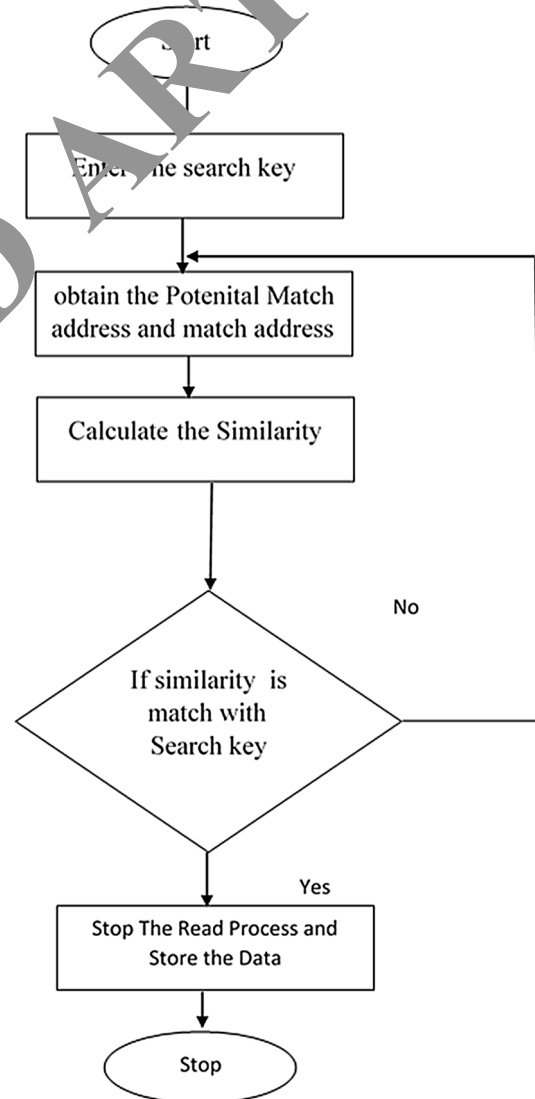 Start
Enter the search key
obtain the Potenital Match
address and match address
Calculate the Similarity
No
If similarity is
match with
Search key
Yes
Stop The Read Process and
Store the Data
Stop